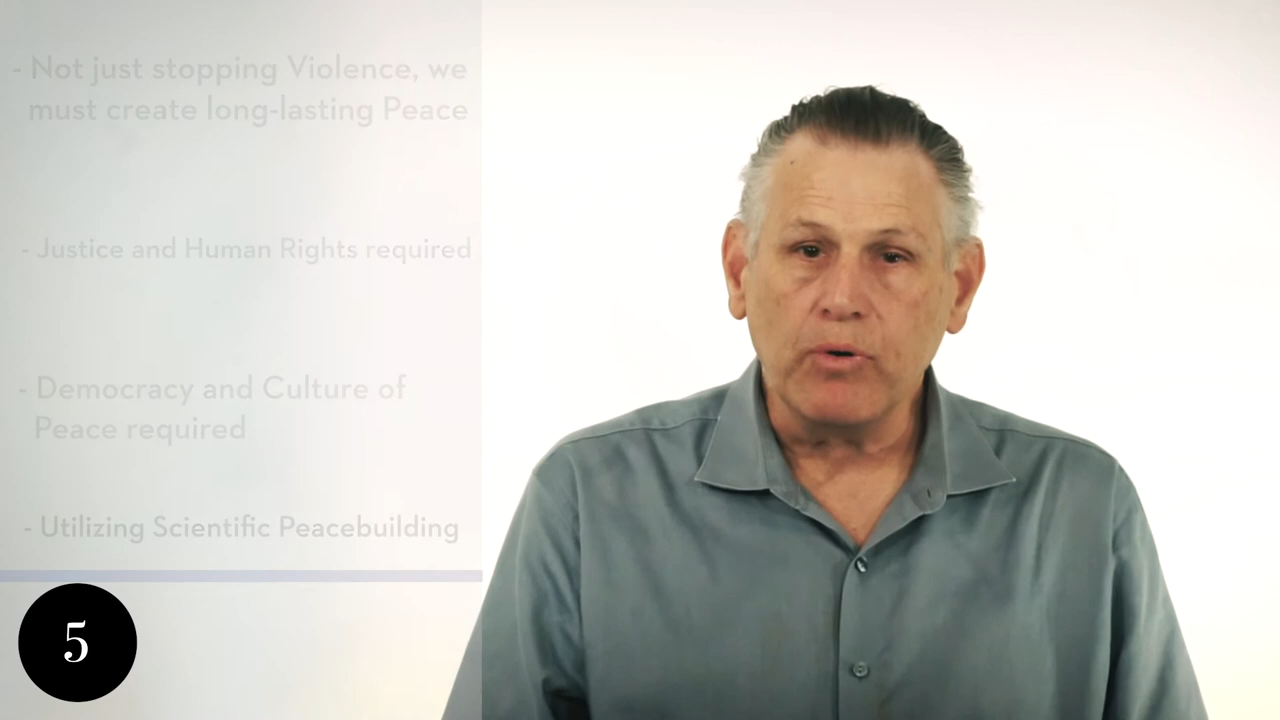 - Not just stopping Violence, we
must create long-lasting Peace
- Justice and Human Rights required
- Democracy and Culture of
Peace required
- Utilizing Scientific Peacebuilding
5